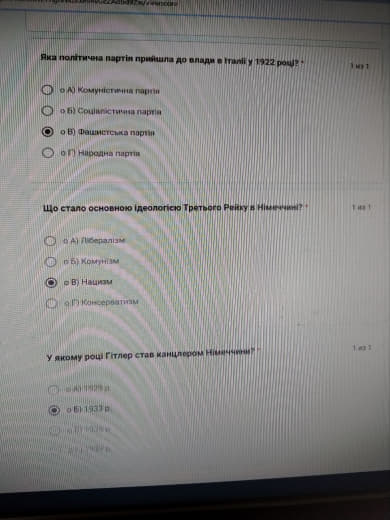 Яка політична партія прийшла до влади в Італії у 1922 році? *
1 из 1
о А) Комуністична партія
о Б) Соціалістична партія
о В) Фашистська партія
о Г) Народна партія
Що стало основною ідеологією Третього Рейху в Німеччині? *
1 из 1
о А) Лібералізм
о Б) Комунізм
о В) Нацизм
о Г) Консерватизм
У якому році Гітлер став канцлером Німеччини? *
1 из 1
о А) 1929 р.
о Б) 1933 р.